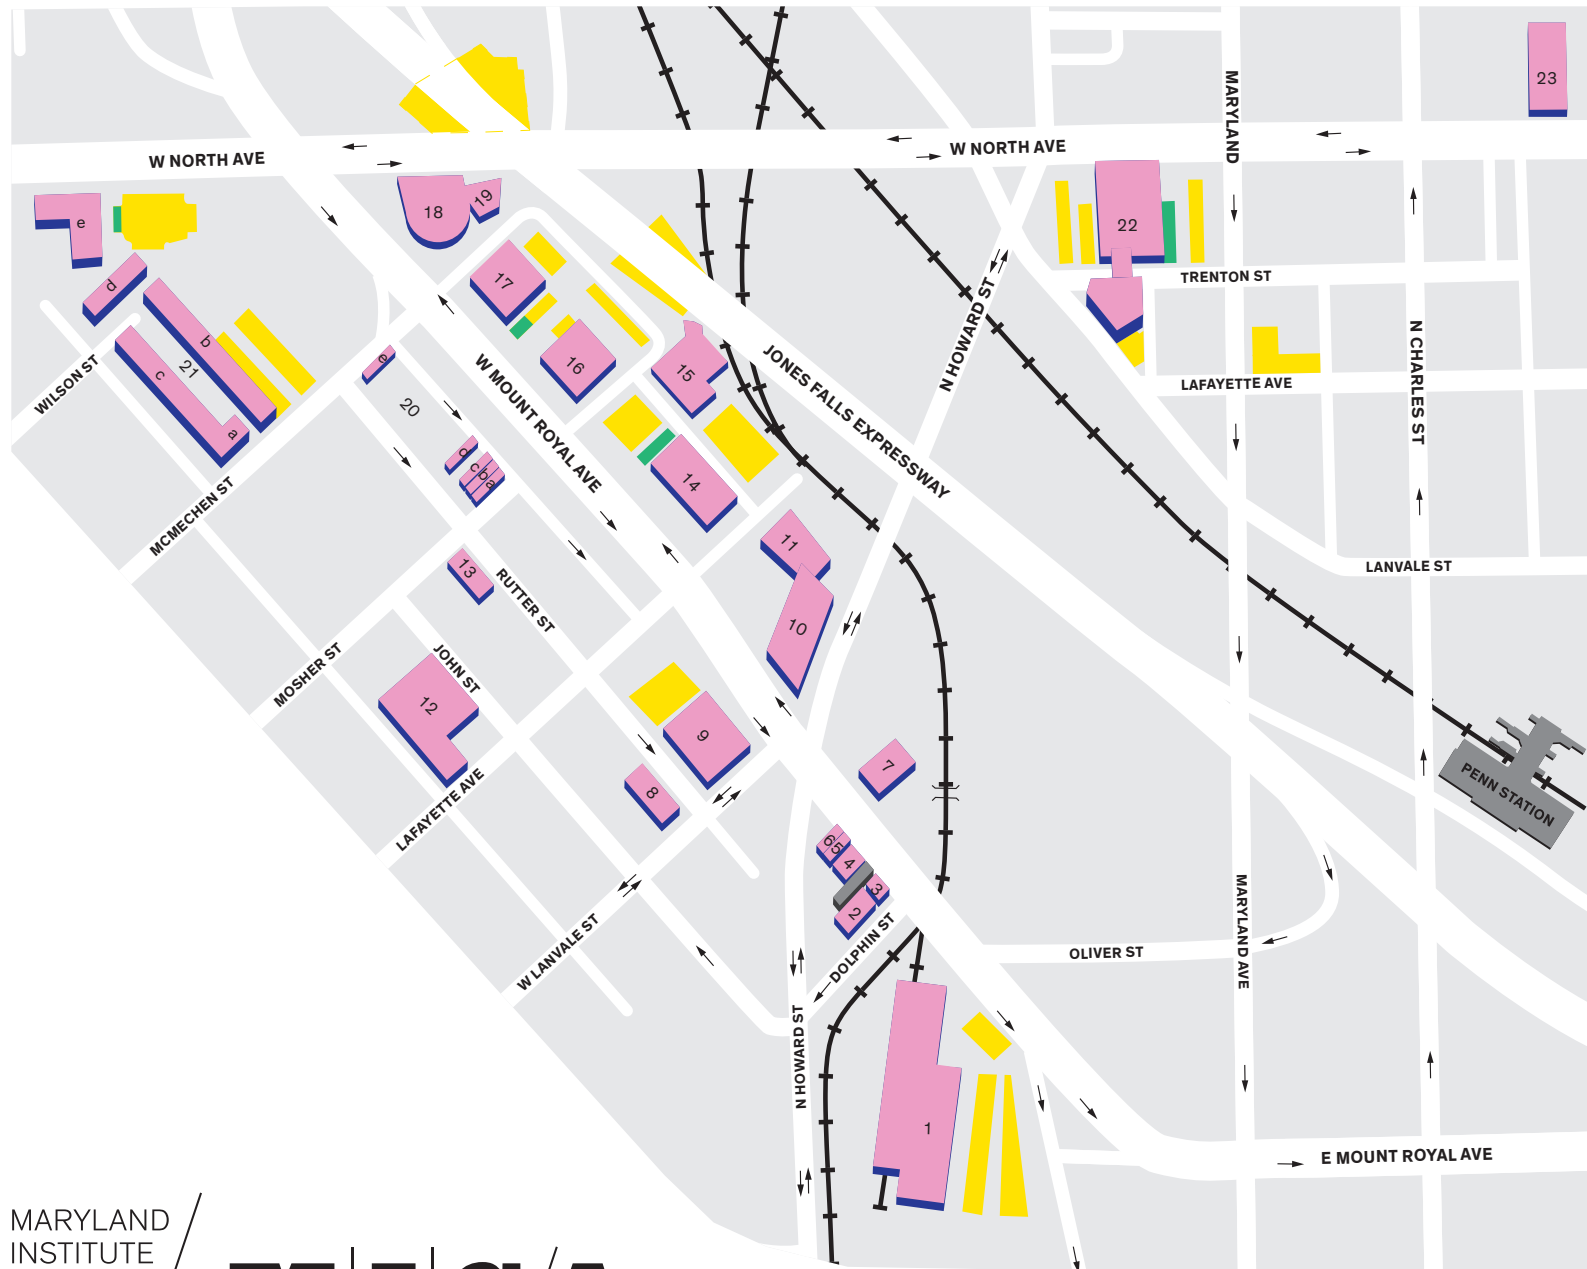 MARYLAND
23
W NORTH AVE
W NORTH AVE
e
18
19
22
d
17
TRENTON ST
b
c
21
a
WILSON ST
e
20
16
15
W MOUNT ROYAL AVE
JONES FALLS EXPRESSWAY
N HOWARD ST
LAFAYETTE AVE
N CHARLES ST
d
c
b
a
14
MCMECHEN ST
11
LANVALE ST
13
RUTTER ST
10
MOSHER ST
JOHN ST
12
9
7
PENN STATION
LAFAYETTE AVE
8
6
5
4
3
2
DOLPHIN ST
W LANVALE ST
OLIVER ST
MARYLAND AVE
N HOWARD ST
1
E MOUNT ROYAL AVE
MARYLAND
INSTITUTE